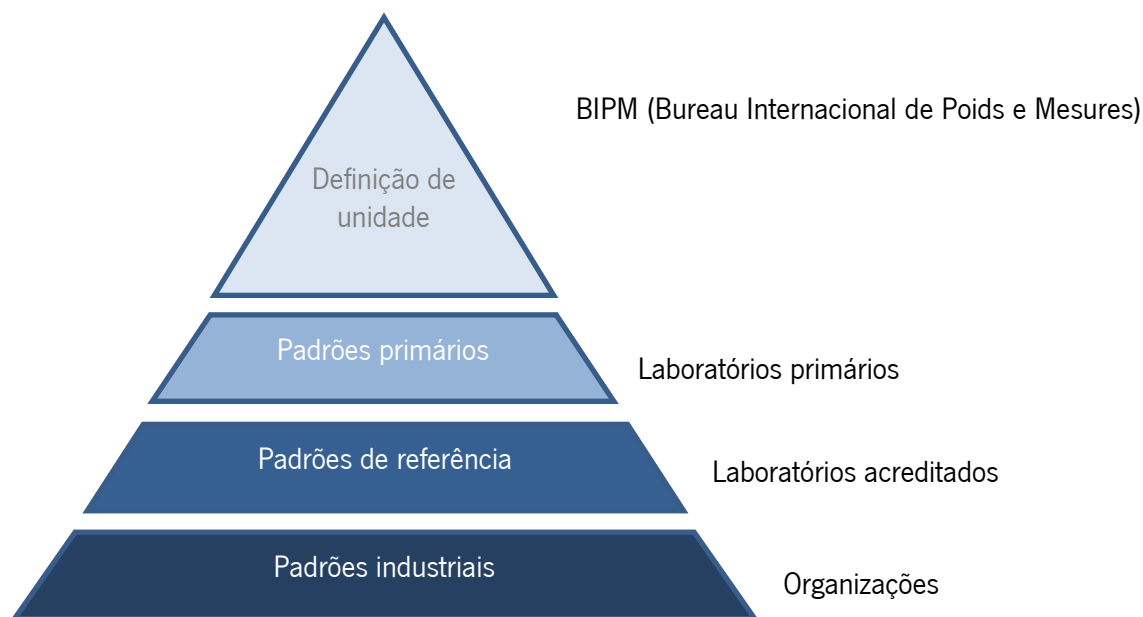 BIPM (Bureau Internacional de Poids e Mesures)
Definição de
unidade
Padrões primários
Laboratórios primários
Padrões de referência
Laboratórios acreditados
Padrões industriais
Organizações